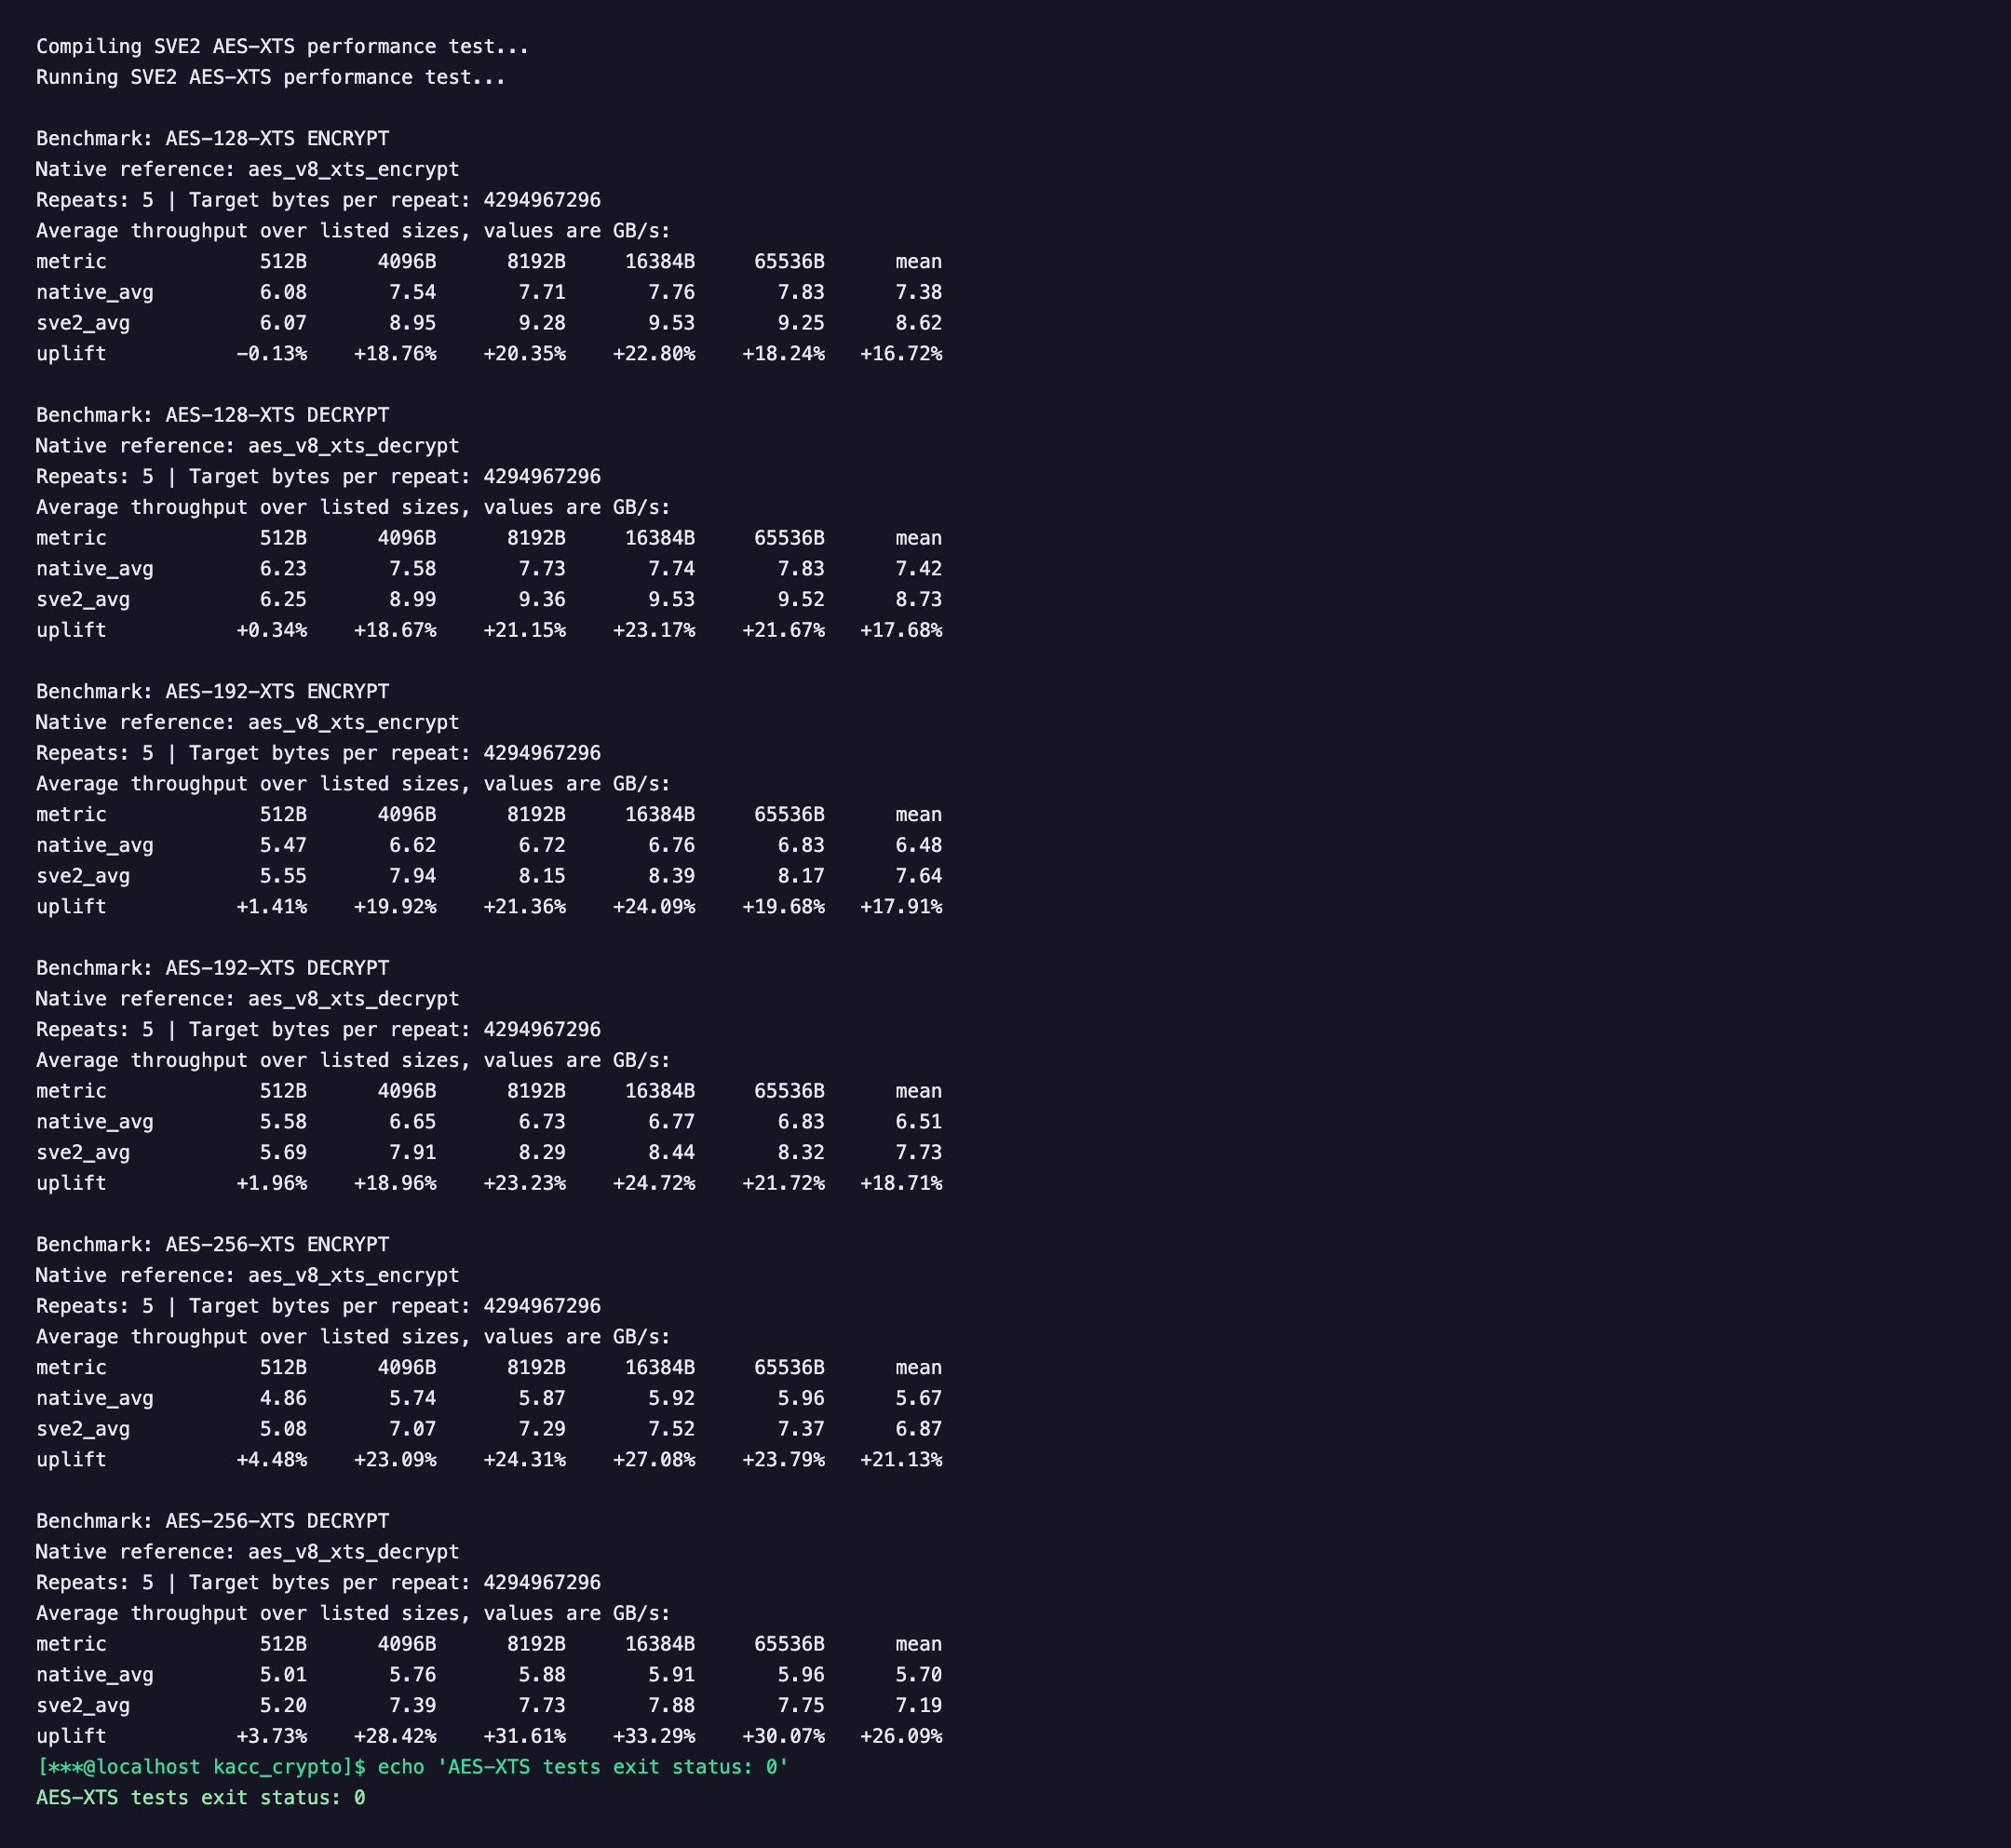 Compiling SVE2 AES-XTS performance test...
Running SVE2 AES-XTS performance test...

Benchmark: AES-128-XTS ENCRYPT
Native reference: aes_v8_xts_encrypt
Repeats: 5 | Target bytes per repeat: 4294967296
Average throughput over listed sizes, values are GB/s:
metric             512B      4096B      8192B     16384B     65536B       mean
native_avg         6.08       7.54       7.71       7.76       7.83       7.38
sve2_avg           6.07       8.95       9.28       9.53       9.25       8.62
uplift           -0.13%    +18.76%    +20.35%    +22.80%    +18.24%   +16.72%

Benchmark: AES-128-XTS DECRYPT
Native reference: aes_v8_xts_decrypt
Repeats: 5 | Target bytes per repeat: 4294967296
Average throughput over listed sizes, values are GB/s:
metric             512B      4096B      8192B     16384B     65536B       mean
native_avg         6.23       7.58       7.73       7.74       7.83       7.42
sve2_avg           6.25       8.99       9.36       9.53       9.52       8.73
uplift           +0.34%    +18.67%    +21.15%    +23.17%    +21.67%   +17.68%

Benchmark: AES-192-XTS ENCRYPT
Native reference: aes_v8_xts_encrypt
Repeats: 5 | Target bytes per repeat: 4294967296
Average throughput over listed sizes, values are GB/s:
metric             512B      4096B      8192B     16384B     65536B       mean
native_avg         5.47       6.62       6.72       6.76       6.83       6.48
sve2_avg           5.55       7.94       8.15       8.39       8.17       7.64
uplift           +1.41%    +19.92%    +21.36%    +24.09%    +19.68%   +17.91%

Benchmark: AES-192-XTS DECRYPT
Native reference: aes_v8_xts_decrypt
Repeats: 5 | Target bytes per repeat: 4294967296
Average throughput over listed sizes, values are GB/s:
metric             512B      4096B      8192B     16384B     65536B       mean
native_avg         5.58       6.65       6.73       6.77       6.83       6.51
sve2_avg           5.69       7.91       8.29       8.44       8.32       7.73
uplift           +1.96%    +18.96%    +23.23%    +24.72%    +21.72%   +18.71%

Benchmark: AES-256-XTS ENCRYPT
Native reference: aes_v8_xts_encrypt
Repeats: 5 | Target bytes per repeat: 4294967296
Average throughput over listed sizes, values are GB/s:
metric             512B      4096B      8192B     16384B     65536B       mean
native_avg         4.86       5.74       5.87       5.92       5.96       5.67
sve2_avg           5.08       7.07       7.29       7.52       7.37       6.87
uplift           +4.48%    +23.09%    +24.31%    +27.08%    +23.79%   +21.13%

Benchmark: AES-256-XTS DECRYPT
Native reference: aes_v8_xts_decrypt
Repeats: 5 | Target bytes per repeat: 4294967296
Average throughput over listed sizes, values are GB/s:
metric             512B      4096B      8192B     16384B     65536B       mean
native_avg         5.01       5.76       5.88       5.91       5.96       5.70
sve2_avg           5.20       7.39       7.73       7.88       7.75       7.19
uplift           +3.73%    +28.42%    +31.61%    +33.29%    +30.07%   +26.09%
[***@localhost kacc_crypto]$ echo 'AES-XTS tests exit status: 0'
AES-XTS tests exit status: 0